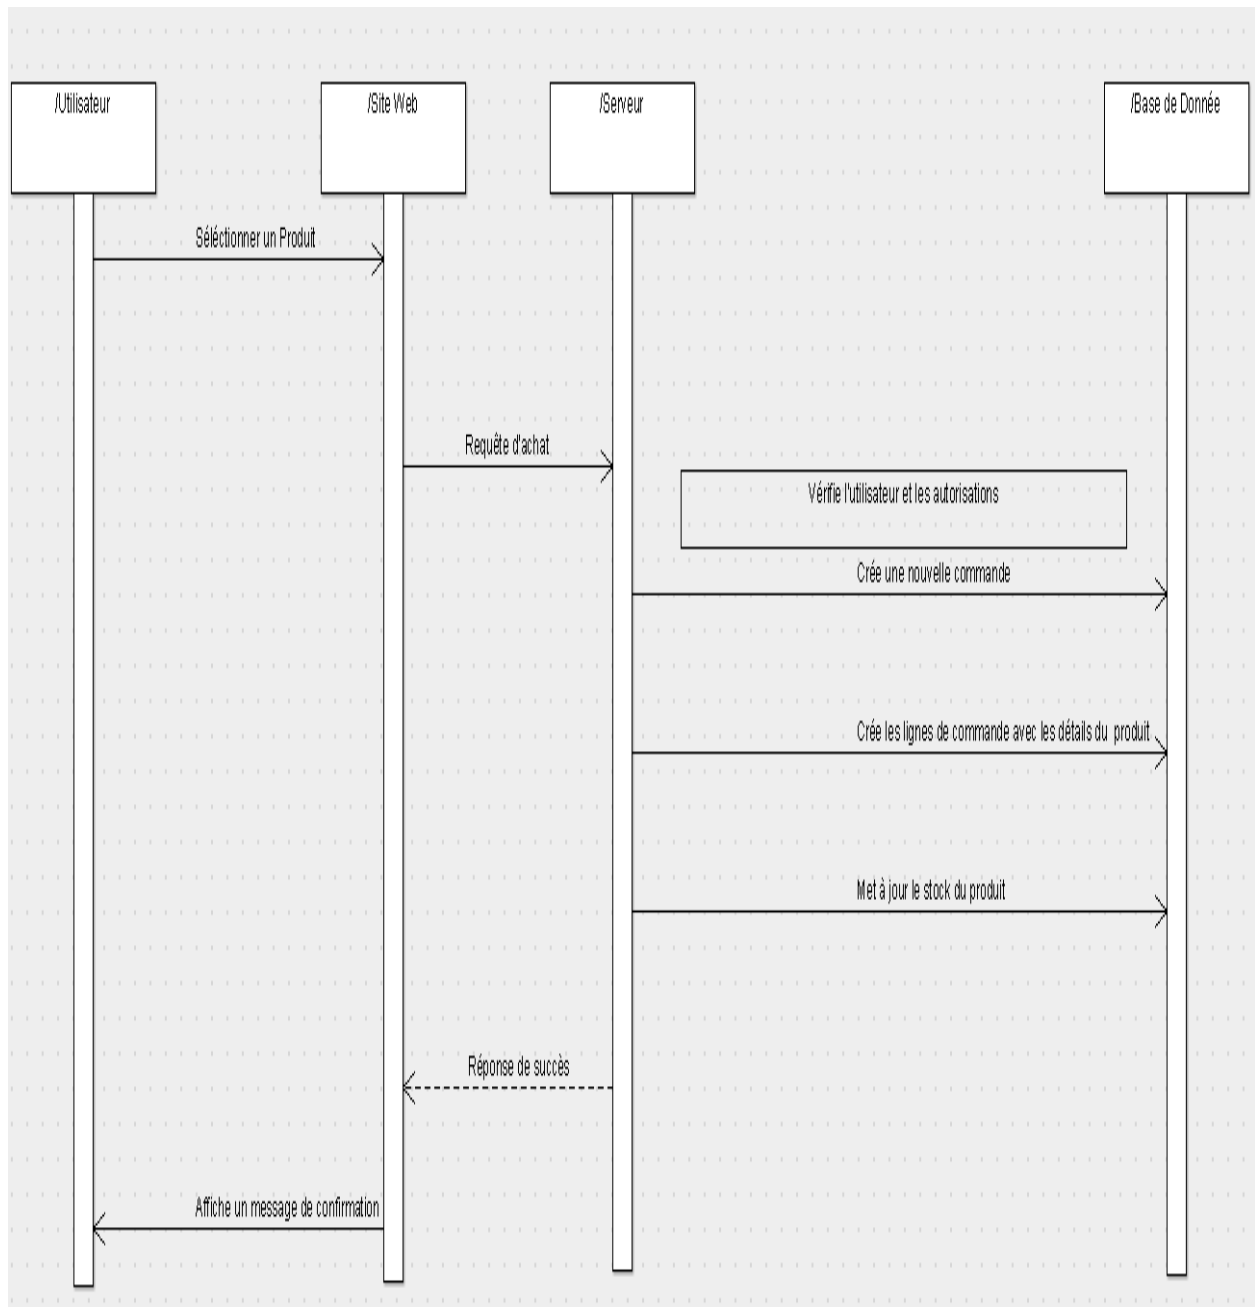 /Utilisateur
/Site Web
/Serveur
/Base de Donnée
Séléctionner un Produit
Requête d'achat
Vérifie l'utilisateur et les autorisations
Crée une nouvelle commande
Crée les lignes de commande avec les détails du produit
Met à jour le stock du produit
Réponse de succès
Affiche un message de confirmation